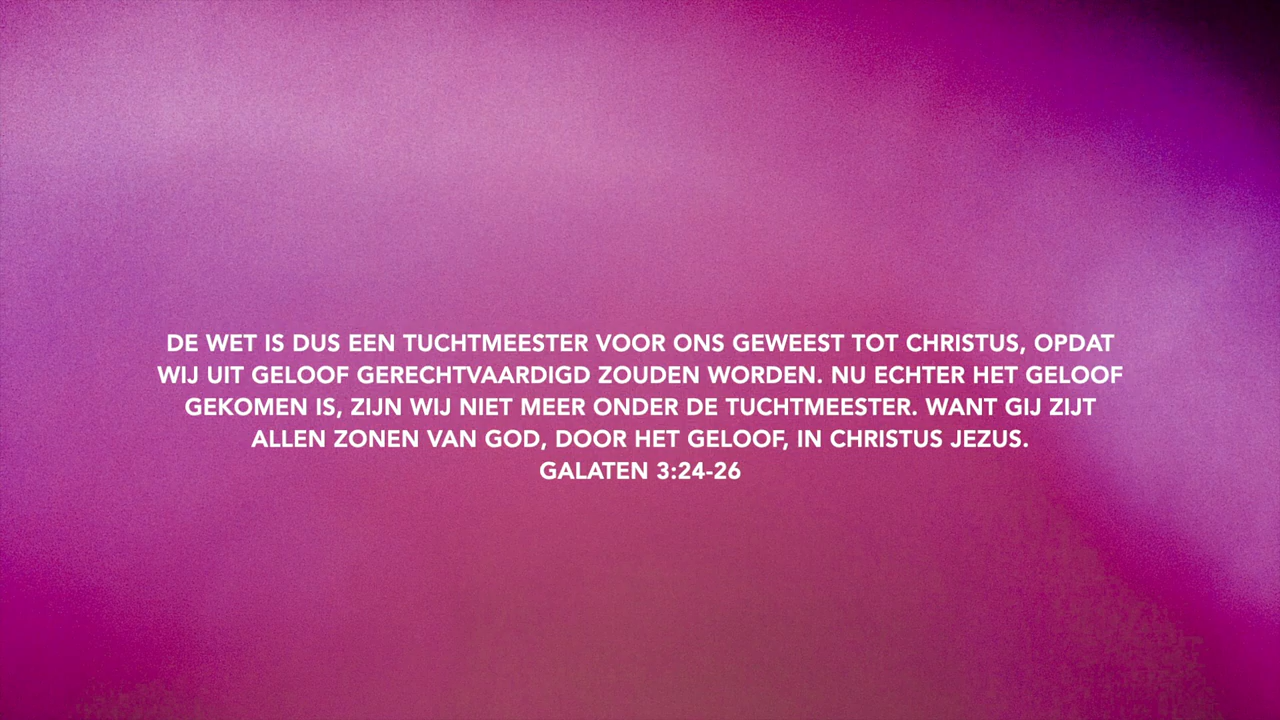 DE WET IS DUS EEN TUCHTMEESTER VOOR ONS GEWEEST TOT CHRISTUS, OPDAT
WIJ UIT GELOOF GERECHTVAARDIGD ZOUDEN WORDEN. NU ECHTER HET GELOOF
GEKOMEN IS, ZIJN WIJ NIET MEER ONDER DE TUCHTMEESTER. WANT GIJ ZIJT
ALLEN ZONEN VAN GOD, DOOR HET GELOOF, IN CHRISTUS JEZUS.
GALATEN 3:24-26